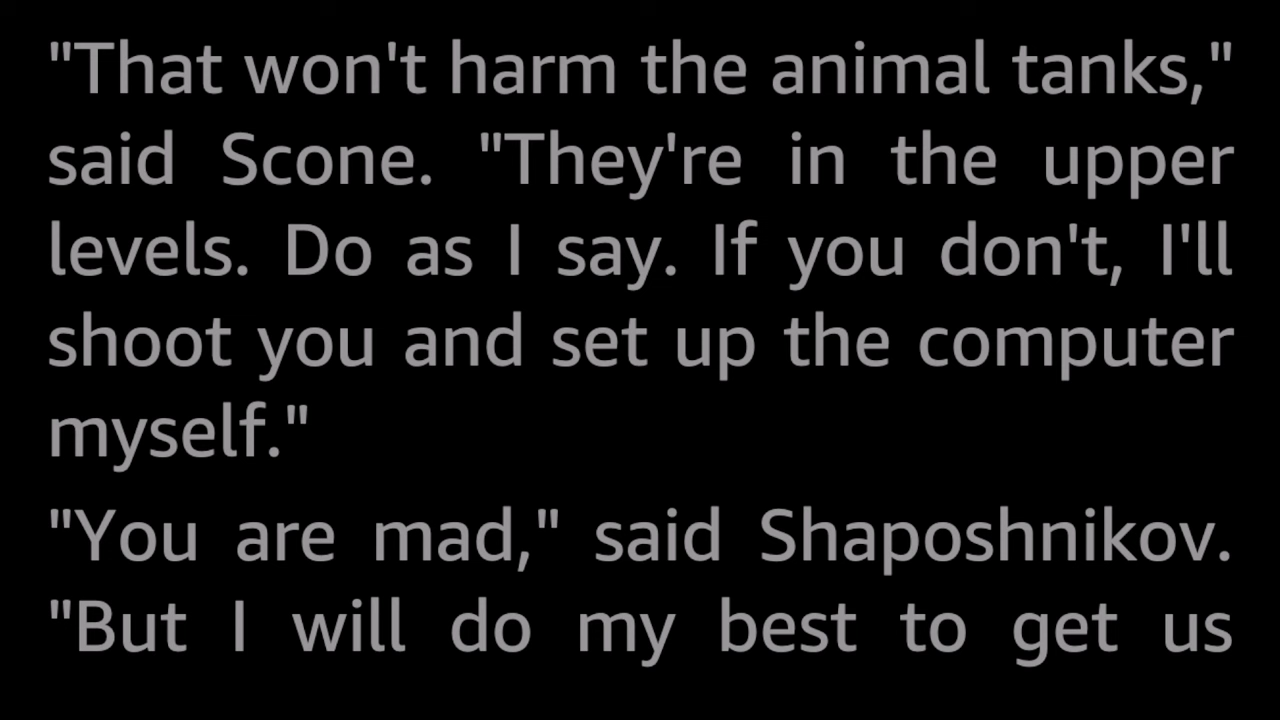 "That won't harm the animal tanks,"
said Scone. "They're in the upper
levels. Do as I say. If you don't, I'll
shoot you and set up the computer
myself."
"You are mad," said Shaposhnikov.
"But I will do my best to get us